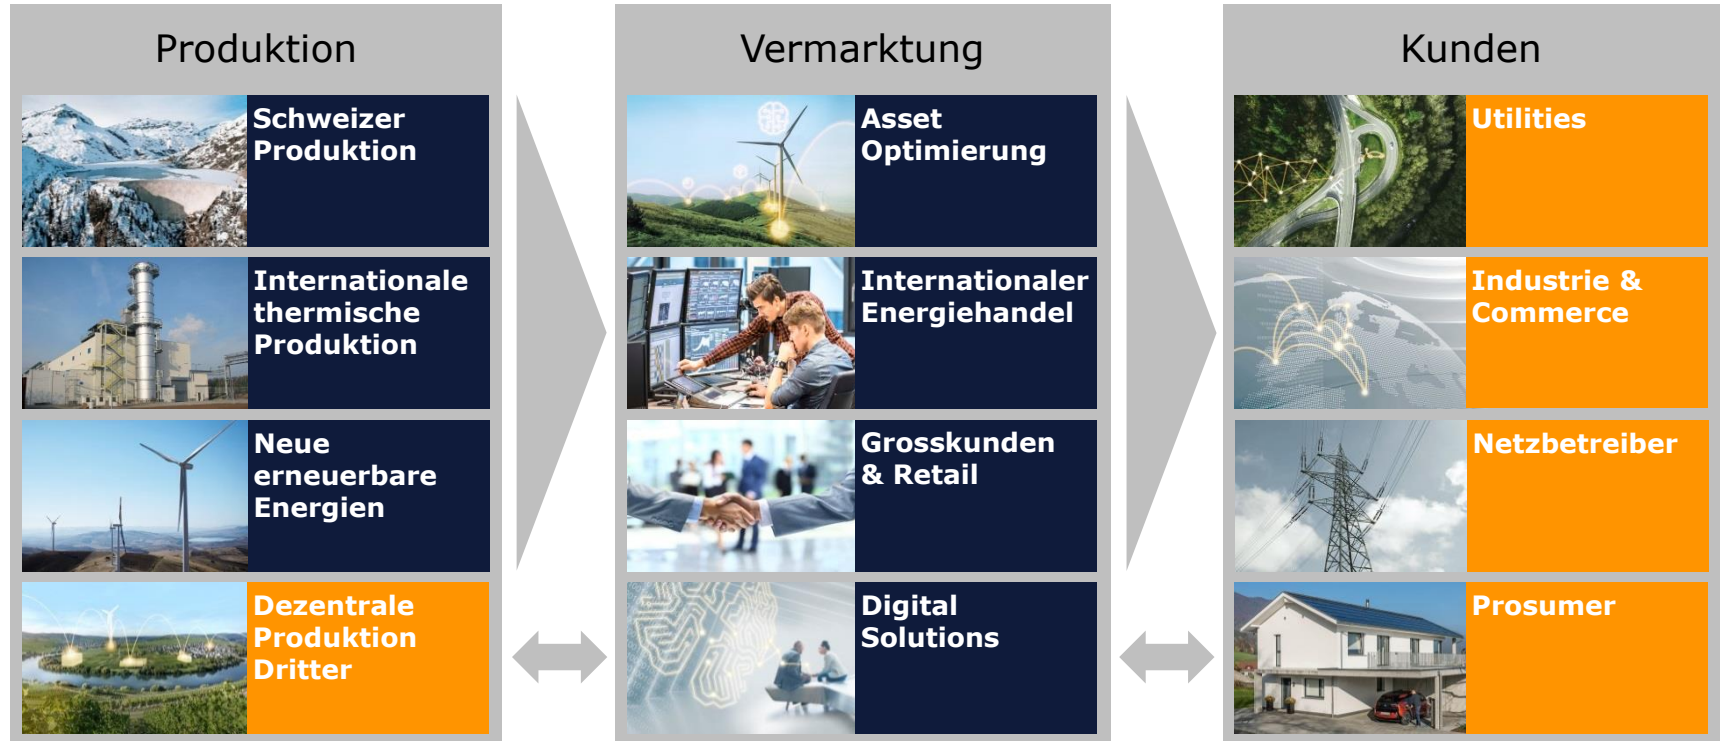 Produktion
Schweizer
Produktion
Internationale
thermische
Produktion
Neue
erneuerbare
Energien
Dezentrale
Produktion
Dritter
Vermarktung
Asset
Optimierung
Internationaler
Energiehandel
Grosskunden
& Retail
Digital
Solutions
Kunden
Utilities
Industrie &
Commerce
Netzbetreiber
Prosumer